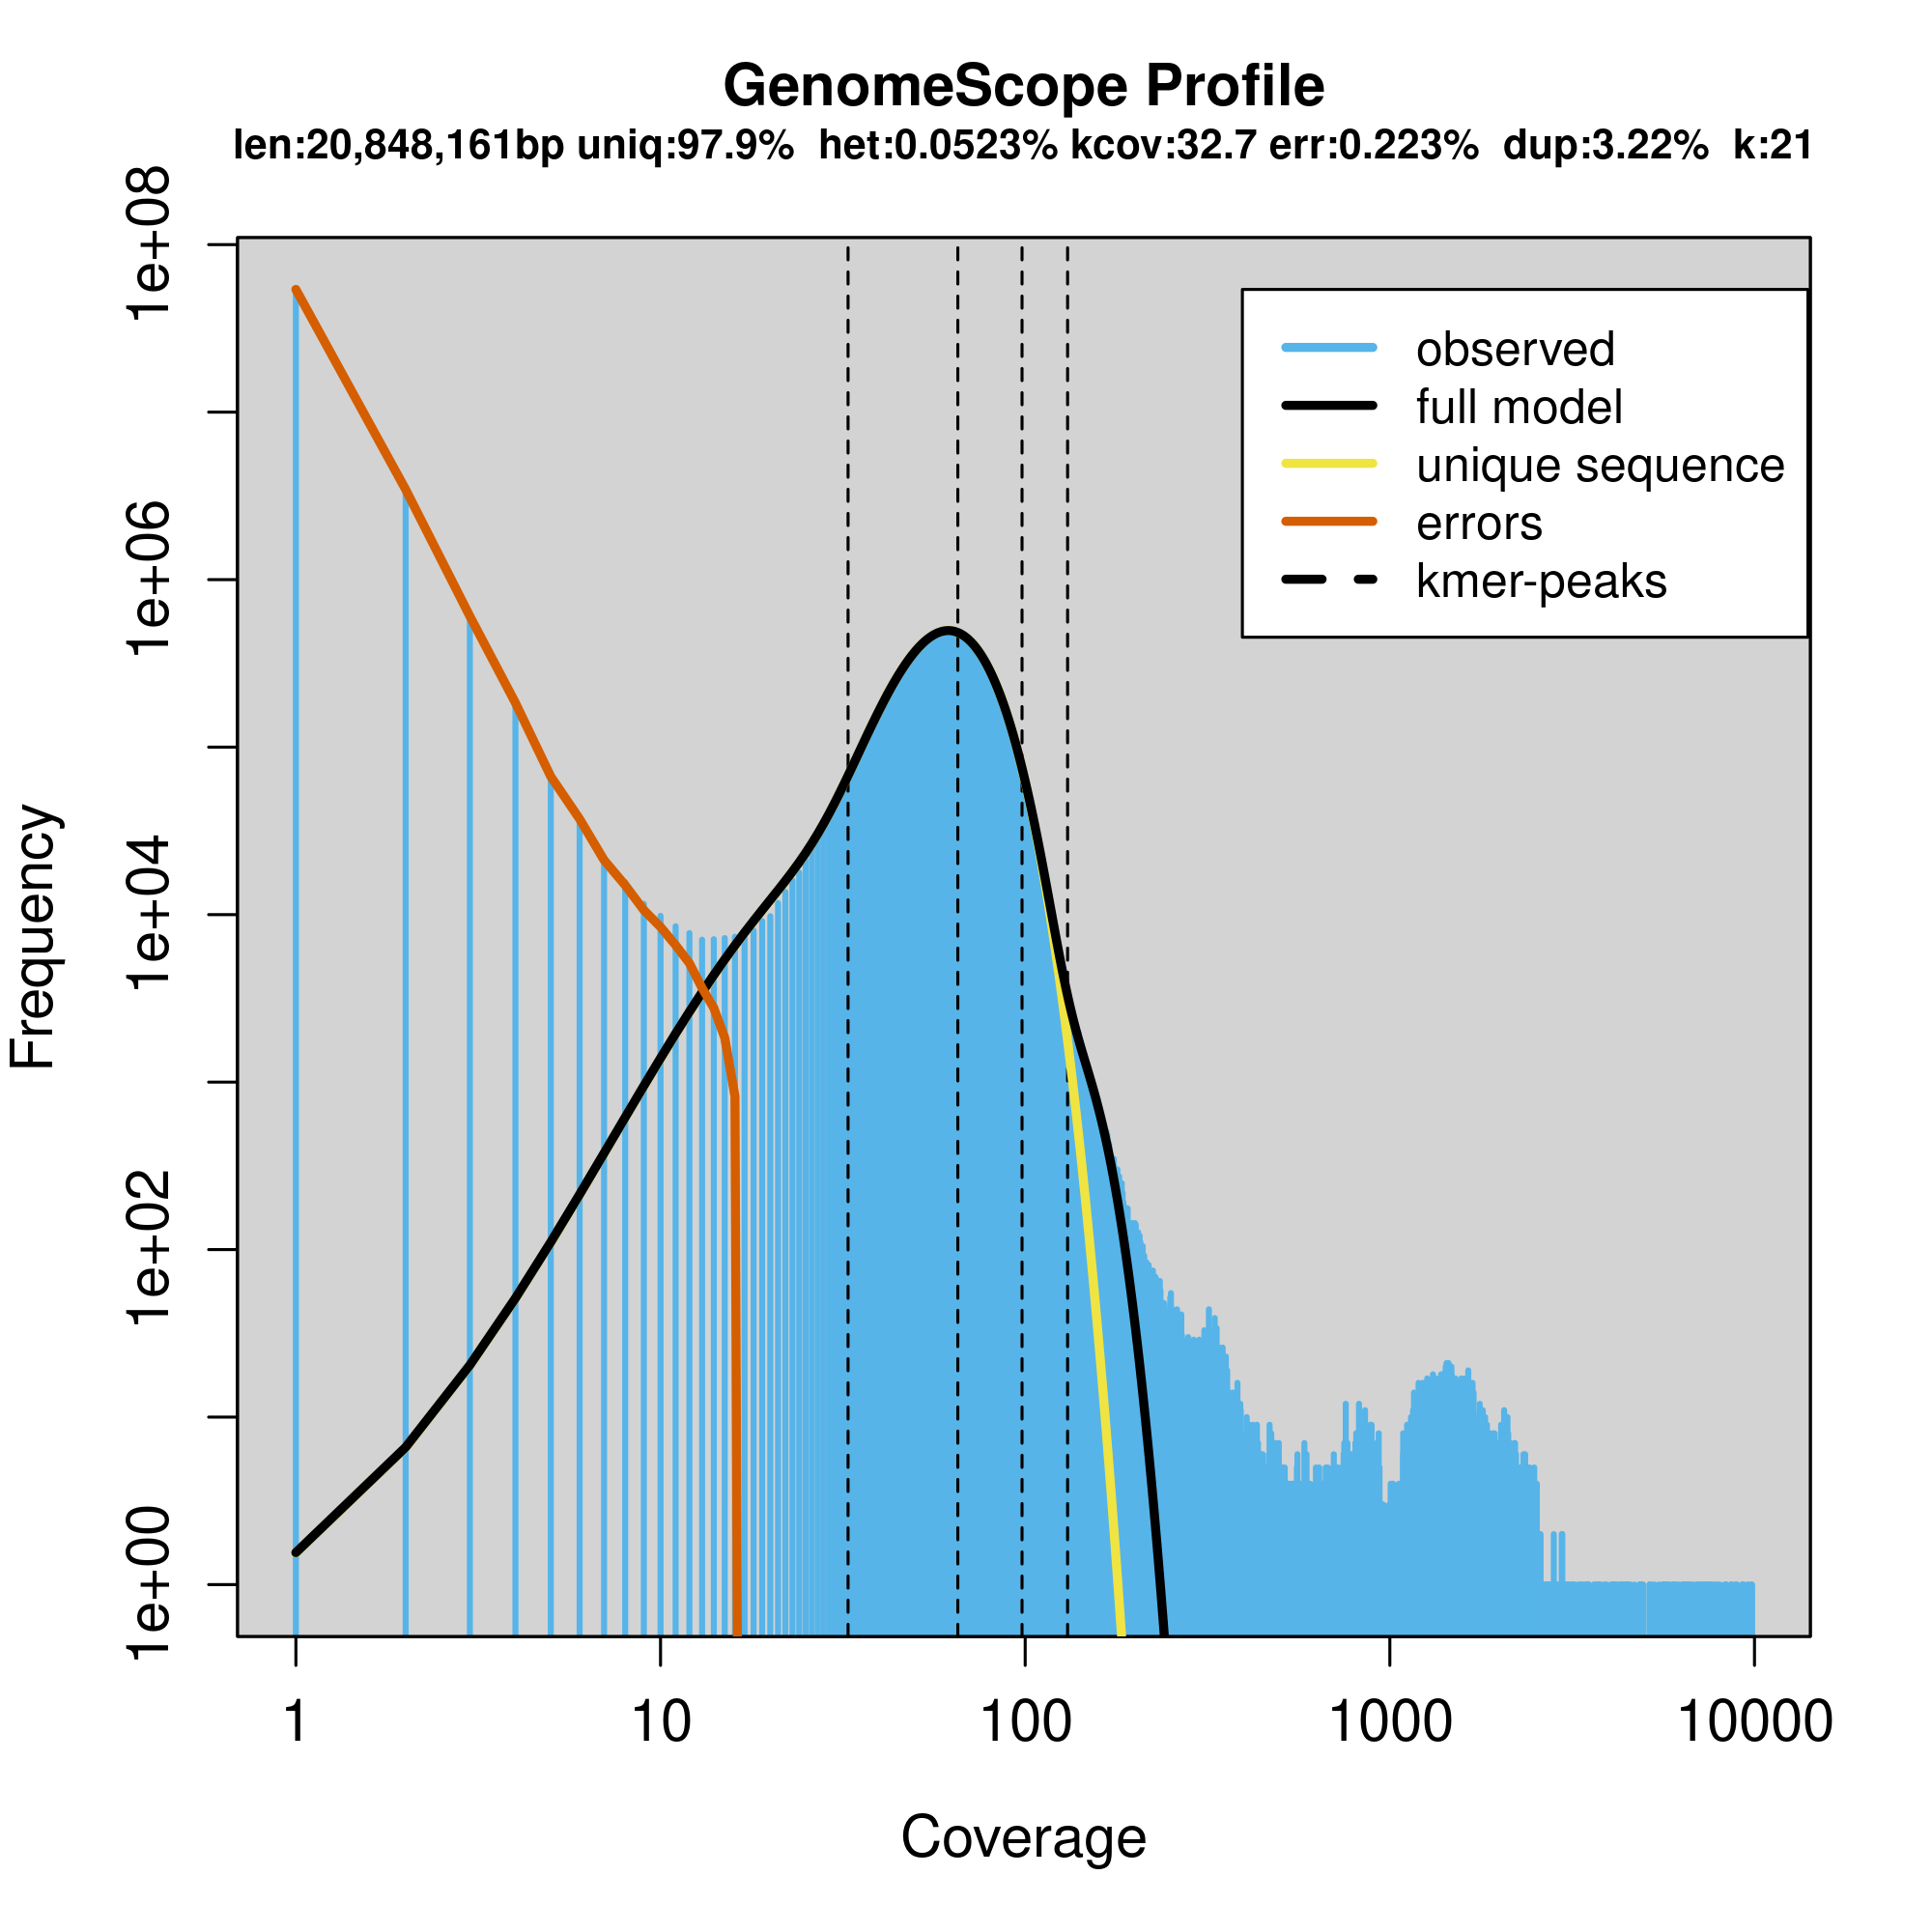 GenomeScope Profile
len:20,848,161bp uniq:97.9% het:0.0523% kcov:32.7 err:0.223% dup:3.22% k:21
1e+08
1e+06
1e+04
1e+02
1e+00
Frequency
observed
full model
unique sequence
errors
kmer-peaks
1 10 100 1000 10000
Coverage